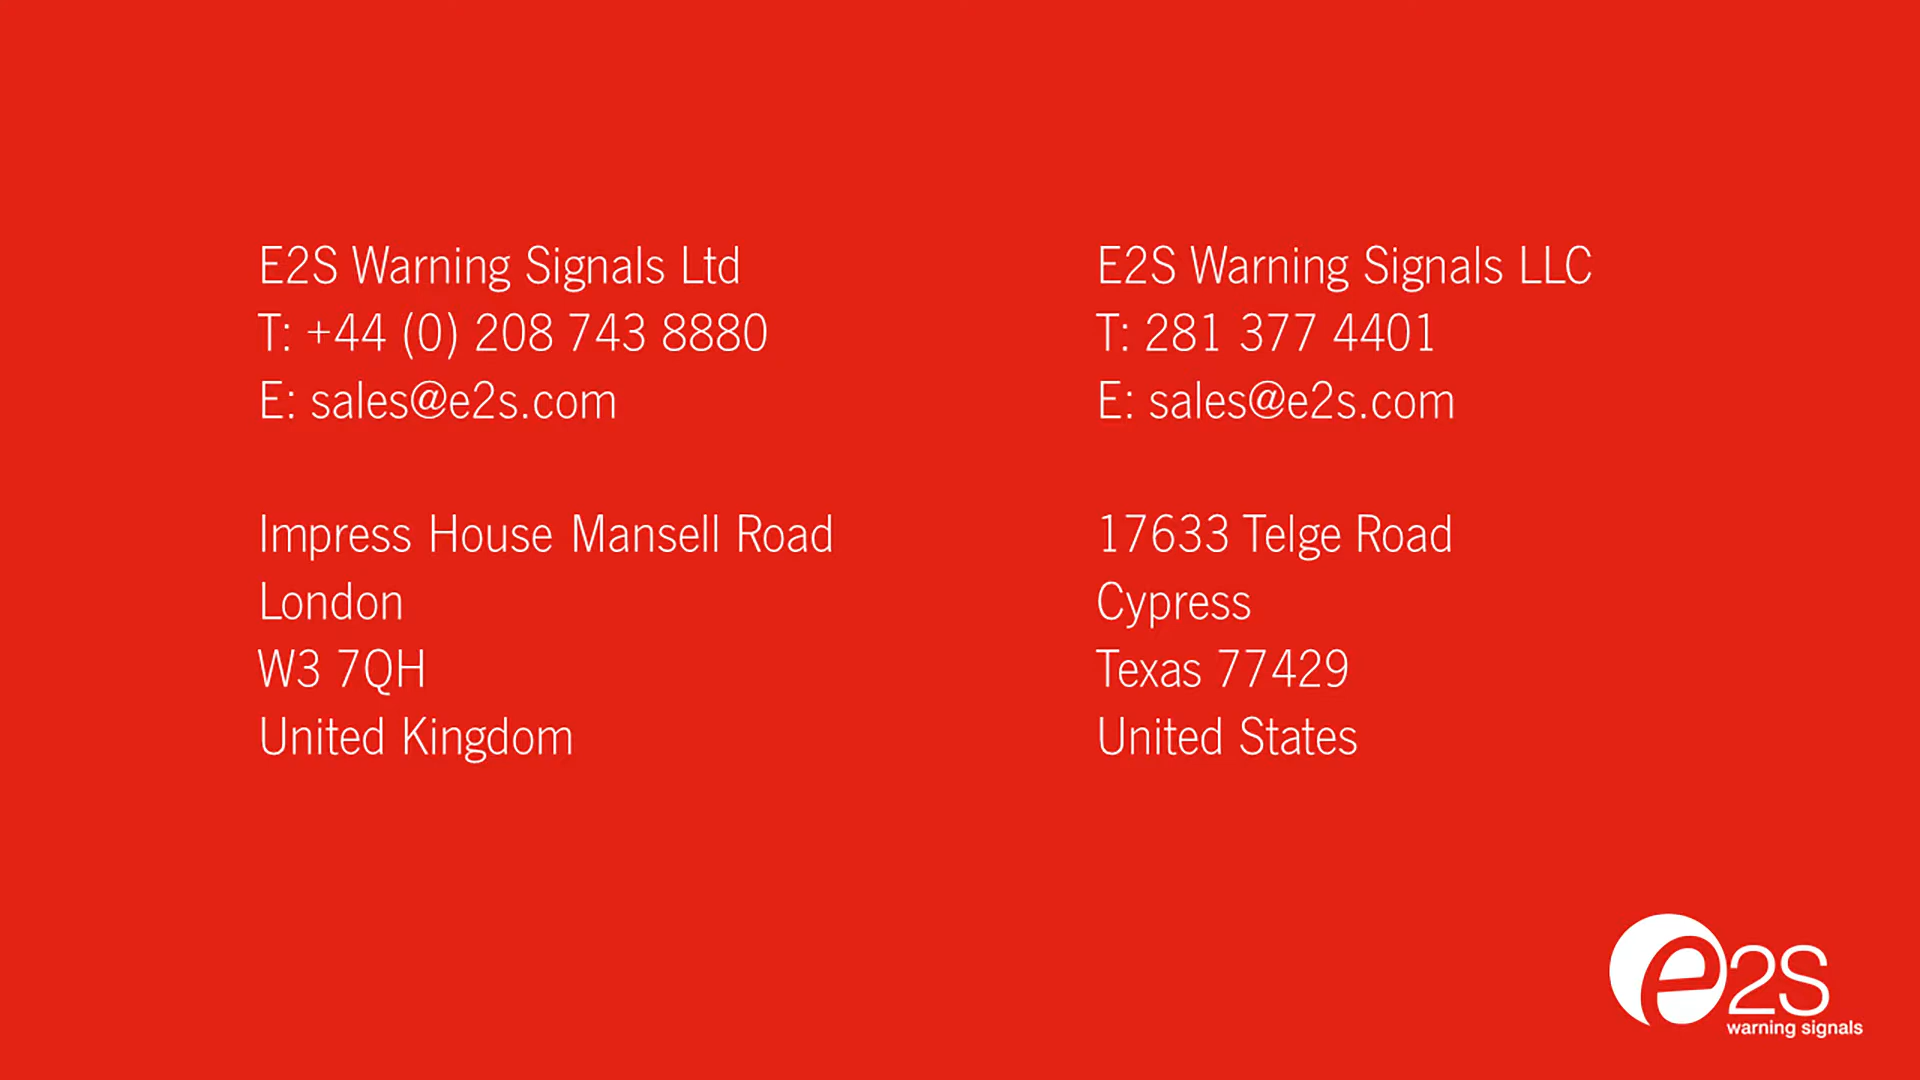 E2S Warning Signals Ltd
T: +44 (0) 208 743 8880
E: sales@e2s.com
Impress House Mansell Road
London
W3 7QH
United Kingdom
E2S Warning Signals LLC
T: 281 377 4401
E: sales@e2s.com
17633 Telge Road
Cypress
Texas 77429
United States
e2S
warning signals